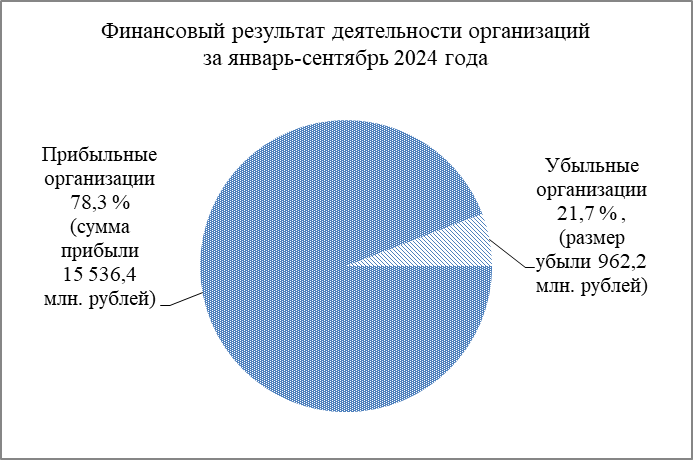 Финансовый результат деятельности организаций
за январь-сентябрь 2024 года
Прибыльные
организации
78,3 %
(сумма
прибыли
15 536,4
млн. рублей)
Убыльные
организации
21,7 % ,
(размер
убыли 962,2
млн. рублей)